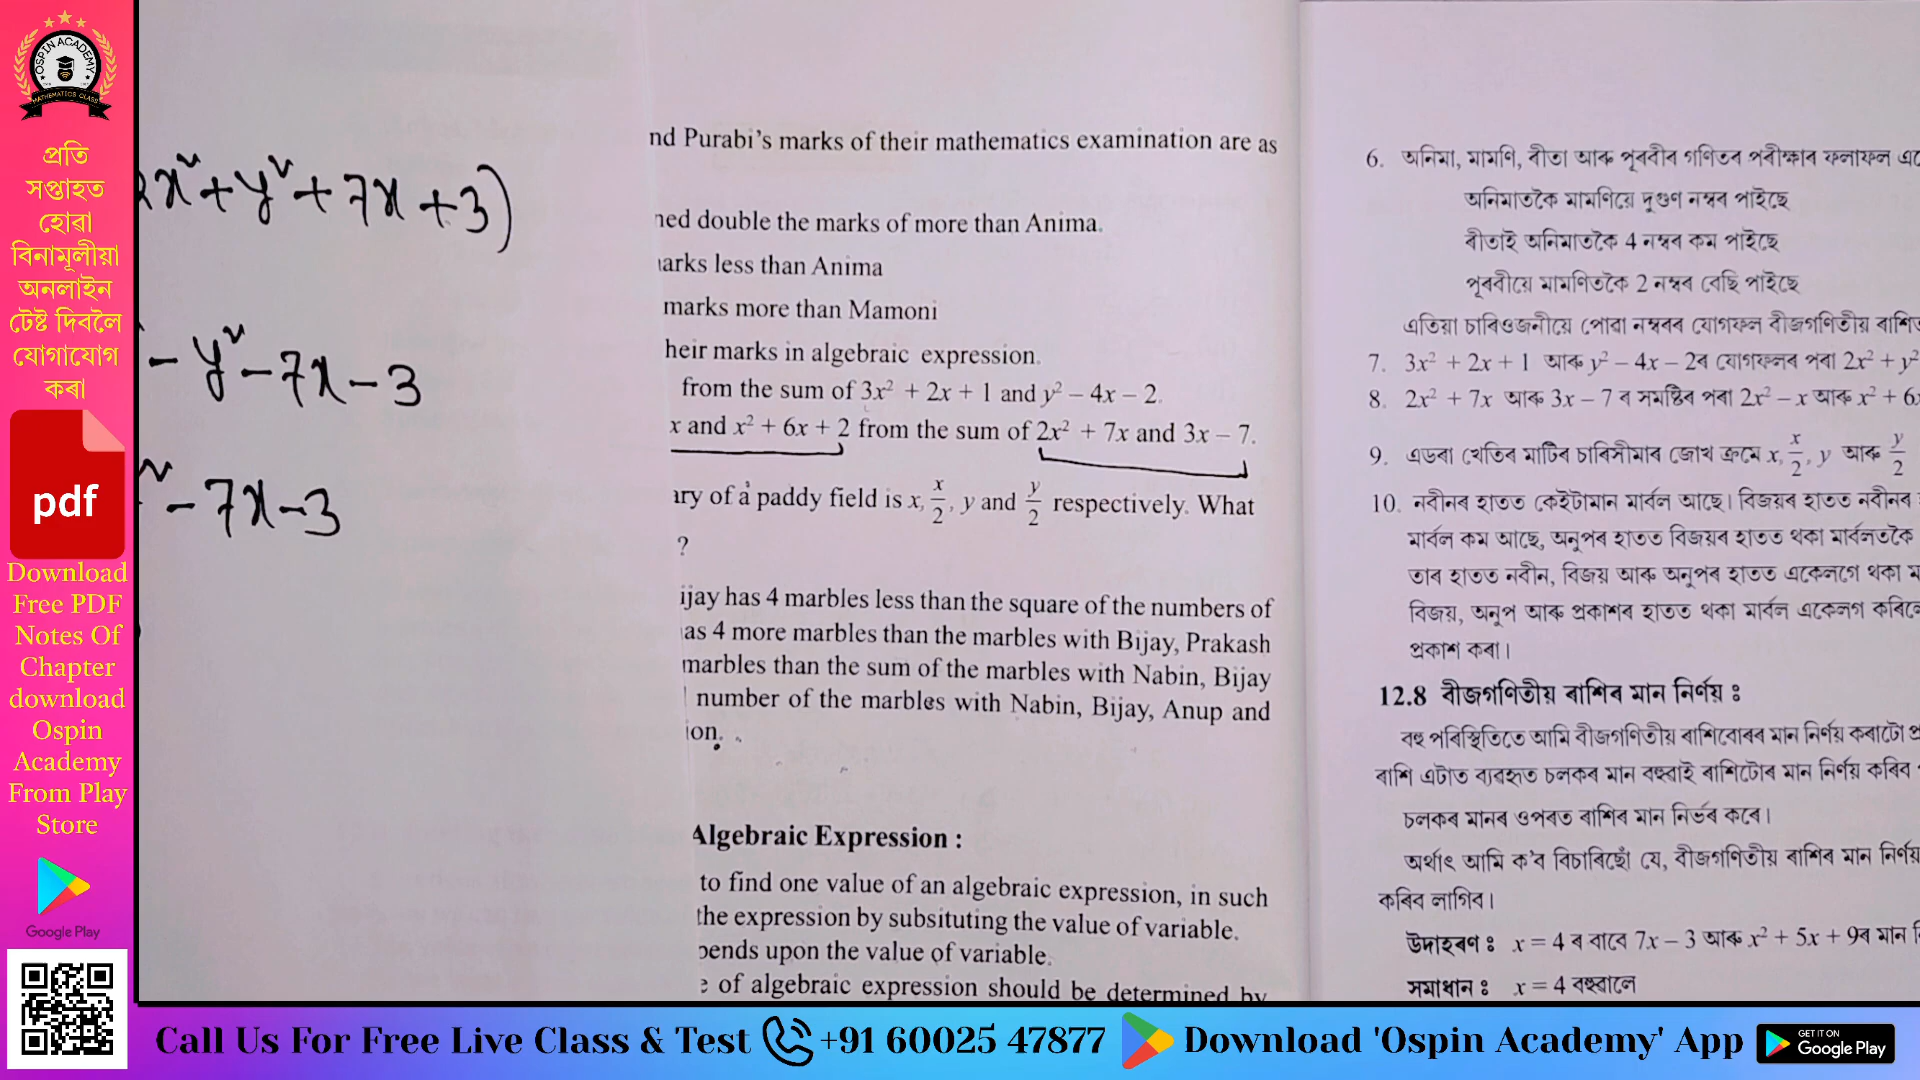 OSPIN ACADEMY
MATHEMATICS CLASS
প্ৰতি
সপ্তাহত
হোৱা
বিনামূলীয়া
অনলাইন
টেষ্ট দিবলৈ
যোগাযোগ
কৰা
pdf
Download
Free PDF
Notes Of
Chapter
download
Ospin
Academy
From Play
Store
Google Play
x² + y² + 7x + 3)
- y² - 7x - 3
- 7x - 3
nd Purabi's marks of their mathematics examination are as
ned double the marks of more than Anima.
arks less than Anima
marks more than Mamoni
heir marks in algebraic expression.
from the sum of 3x² + 2x + 1 and y² – 4x – 2.
x and x² + 6x + 2 from the sum of 2x² + 7x and 3x – 7.
ary of a paddy field is x, x/2, y and y/2 respectively. What
?
ijay has 4 marbles less than the square of the numbers of
as 4 more marbles than the marbles with Bijay, Prakash
marbles than the sum of the marbles with Nabin, Bijay
number of the marbles with Nabin, Bijay, Anup and
ion.
Algebraic Expression :
to find one value of an algebraic expression, in such
the expression by subsituting the value of variable.
pends upon the value of variable.
e of algebraic expression should be determined by
6. অনিমা, মামণি, ৰীতা আৰু পূৰবীৰ গণিতৰ পৰীক্ষাৰ ফলাফল এ
অনিমাতকৈ মামণিয়ে দুগুণ নম্বৰ পাইছে
ৰীতাই অনিমাতকৈ 4 নম্বৰ কম পাইছে
পূৰবীয়ে মামণিতকৈ 2 নম্বৰ বেছি পাইছে
এতিয়া চাৰিওজনীয়ে পোৱা নম্বৰৰ যোগফল বীজগণিতীয় ৰাশিত
7. 3x² + 2x + 1 আৰু y² – 4x – 2ৰ যোগফলৰ পৰা 2x² + y²
8. 2x² + 7x আৰু 3x – 7 ৰ সমষ্টিৰ পৰা 2x² – x আৰু x² + 6x
9. এডৰা খেতিৰ মাটিৰ চাৰিসীমাৰ জোখ ক্ৰমে x, x/2, y আৰু y/2
10. নবীনৰ হাতত কেইটামান মাৰ্বল আছে। বিজয়ৰ হাতত নবীনৰ
মাৰ্বল কম আছে, অনুপৰ হাতত বিজয়ৰ হাতত থকা মাৰ্বলতকৈ
তাৰ হাতত নবীন, বিজয় আৰু অনুপৰ হাতত একেলগে থকা ম
বিজয়, অনুপ আৰু প্ৰকাশৰ হাতত থকা মাৰ্বল একেলগ কৰিলে
প্ৰকাশ কৰা।
12.8 বীজগণিতীয় ৰাশিৰ মান নিৰ্ণয় ঃ
বহু পৰিস্থিতিতে আমি বীজগণিতীয় ৰাশিবোৰৰ মান নিৰ্ণয় কৰাটো প্ৰ
ৰাশি এটাত ব্যৱহৃত চলকৰ মান বহুৱাই ৰাশিটোৰ মান নিৰ্ণয় কৰিব
চলকৰ মানৰ ওপৰত ৰাশিৰ মান নিৰ্ভৰ কৰে।
অৰ্থাৎ আমি ক'ব বিচাৰিছোঁ যে, বীজগণিতীয় ৰাশিৰ মান নিৰ্ণয়
কৰিব লাগিব।
উদাহৰণ ঃ x = 4 ৰ বাবে 7x – 3 আৰু x² + 5x + 9ৰ মান নি
সমাধান ঃ x = 4 বহুৱালে
Call Us For Free Live Class & Test +91 60025 47877 Download 'Ospin Academy' App GET IT ON Google Play